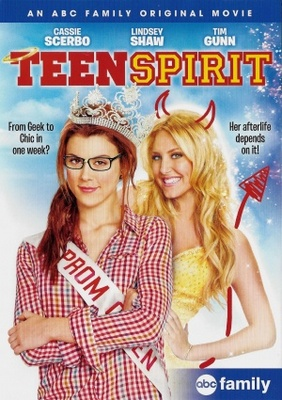 AN ABC FAMILY ORIGINAL MOVIE
CASSIE SCERBO
LINDSEY SHAW
TIM GUNN
TEEN SPIRIT
From Geek to
Chic in
one week?
Her afterlife
depends
on it!
PROM QUEEN
abc family